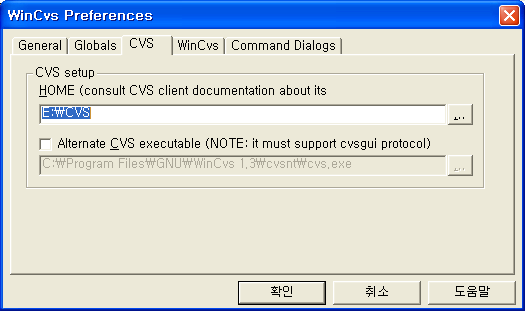 WinCvs Preferences
General Globals CVS WinCvs Command Dialogs
CVS setup
HOME (consult CVS client documentation about its
E:₩CVS
...
Alternate CVS executable (NOTE: it must support cvsgui protocol)
C:₩Program Files₩GNU₩WinCvs 1.3₩cvsnt₩cvs.exe
...
확인 취소 도움말